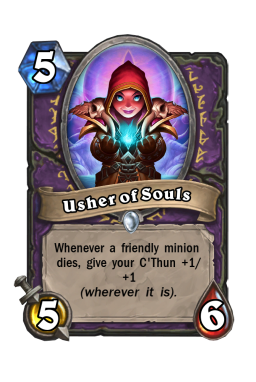 5
Usher of Souls
Whenever a friendly minion
dies, give your C'Thun +1/
+1
(wherever it is).
5
6